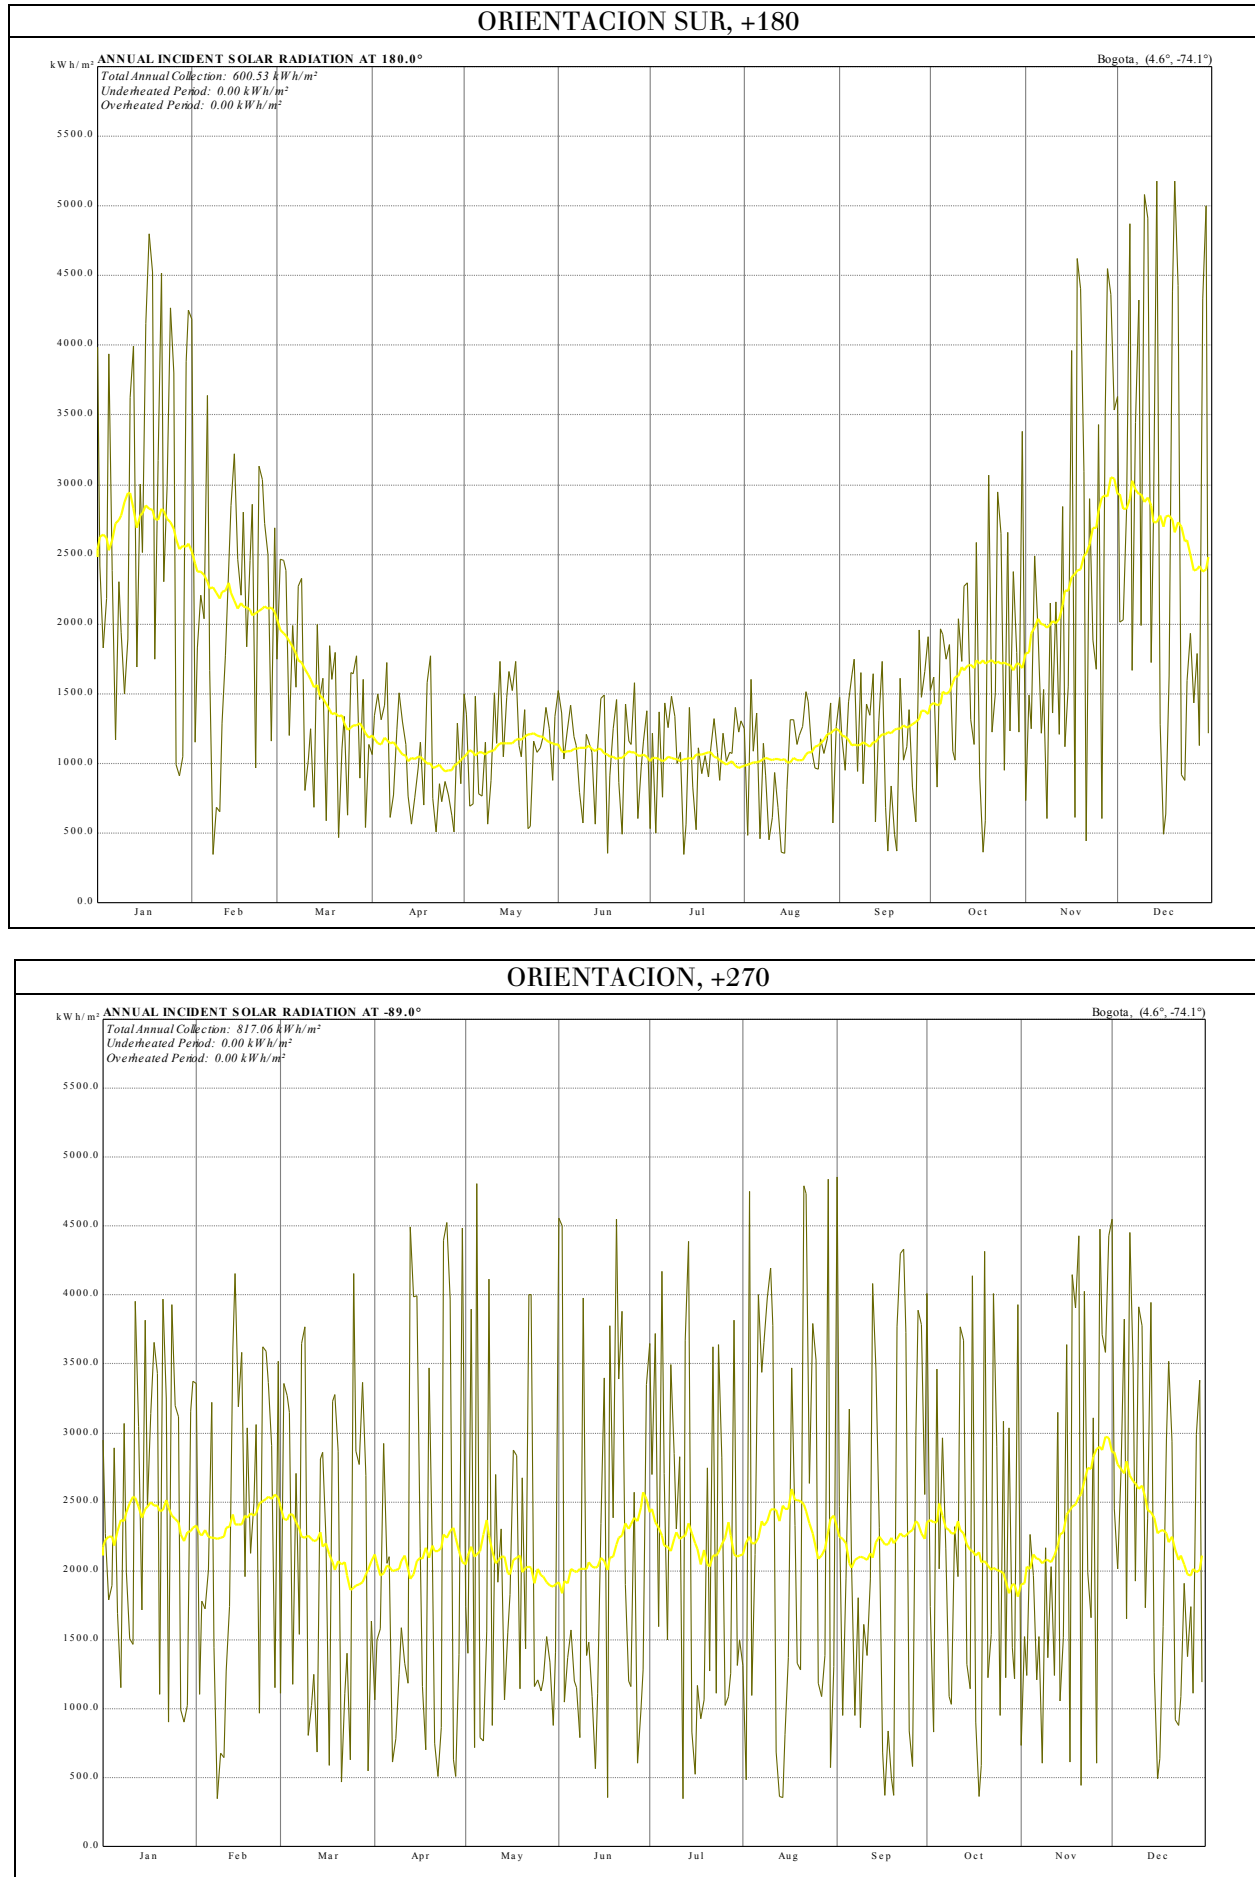 ORIENTACION SUR, +180
kWh/m² ANNUAL INCIDENT SOLAR RADIATION AT 180.0° Bogota, (4.6°, -74.1°)
Total Annual Collection: 600.53 kWh/m²
Underheated Period: 0.00 kWh/m²
Overheated Period: 0.00 kWh/m²
5500.0
5000.0
4500.0
4000.0
3500.0
3000.0
2500.0
2000.0
1500.0
1000.0
500.0
0.0
Jan Feb Mar Apr May Jun Jul Aug Sep Oct Nov Dec
ORIENTACION, +270
kWh/m² ANNUAL INCIDENT SOLAR RADIATION AT -89.0° Bogota, (4.6°, -74.1°)
Total Annual Collection: 817.06 kWh/m²
Underheated Period: 0.00 kWh/m²
Overheated Period: 0.00 kWh/m²
5500.0
5000.0
4500.0
4000.0
3500.0
3000.0
2500.0
2000.0
1500.0
1000.0
500.0
0.0
Jan Feb Mar Apr May Jun Jul Aug Sep Oct Nov Dec